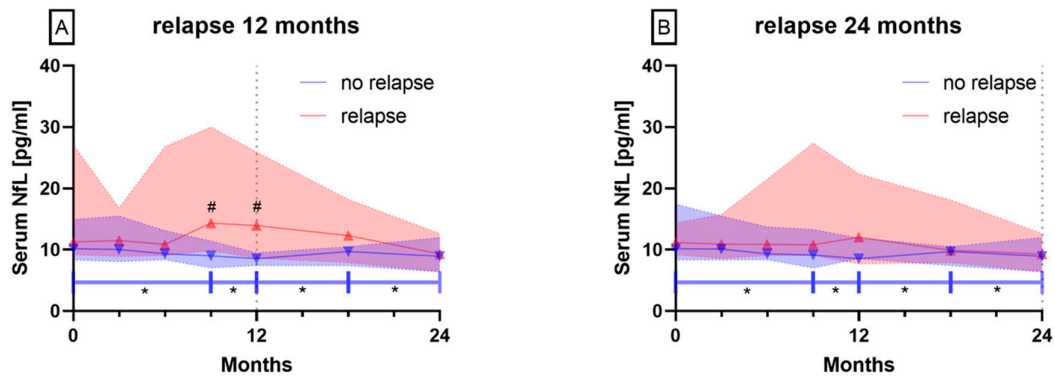 A
relapse 12 months
Serum NfL [pg/ml]
40
30
20
10
0
no relapse
relapse
# #
* * * *
0 12 24
Months
B
relapse 24 months
Serum NfL [pg/ml]
40
30
20
10
0
no relapse
relapse
* * * *
0 12 24
Months